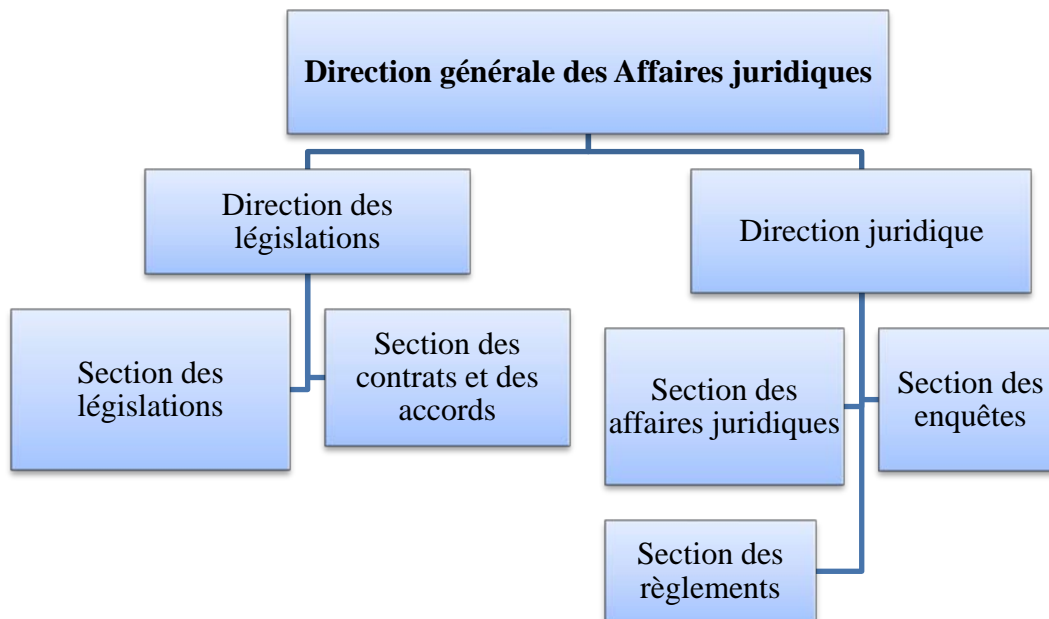 Direction générale des Affaires juridiques
Direction des
législations
Direction juridique
Section des
législations
Section des
contrats et des
accords
Section des
affaires juridiques
Section des
enquêtes
Section des
règlements